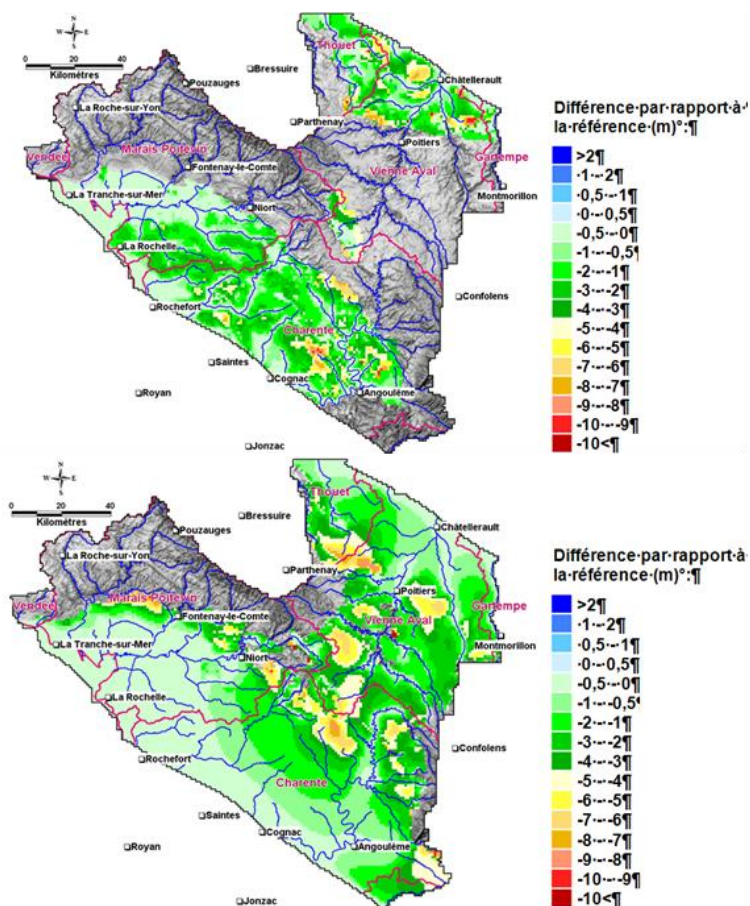 N
W E
S
0 20 40
Kilomètres
Bressuire
Thouet
Châtellerault
Pouzauges
La Roche-sur-Yon
Parthenay
Poitiers
Vendée
Marais Poitevin
Fontenay-le-Comte
Vienne Aval
Gartempe
La Tranche-sur-Mer
Niort
Montmorillon
La Rochelle
Rochefort
Confolens
Charente
Saintes
Cognac
Angoulême
Royan
Jonzac
Différence·par·rapport·à·
la·référence·(m)°:¶
>2¶
·1·-·2¶
·0,5·-·1¶
·0·-·0,5¶
-0,5·-·0¶
-1·-·-0,5¶
-2·-·-1¶
-3·-·-2¶
-4·-·-3¶
-5·-·-4¶
-6·-·-5¶
-7·-·-6¶
-8·-·-7¶
-9·-·-8¶
-10·-·-9¶
-10<¶
N
W E
S
0 20 40
Kilomètres
Bressuire
Thouet
Châtellerault
Pouzauges
La Roche-sur-Yon
Parthenay
Poitiers
Vendée
Marais Poitevin
Fontenay-le-Comte
Vienne Aval
Gartempe
La Tranche-sur-Mer
Niort
Montmorillon
La Rochelle
Rochefort
Confolens
Charente
Saintes
Cognac
Angoulême
Royan
Jonzac
Différence·par·rapport·à·
la·référence·(m)°:¶
>2¶
·1·-·2¶
·0,5·-·1¶
·0·-·0,5¶
-0,5·-·0¶
-1·-·-0,5¶
-2·-·-1¶
-3·-·-2¶
-4·-·-3¶
-5·-·-4¶
-6·-·-5¶
-7·-·-6¶
-8·-·-7¶
-9·-·-8¶
-10·-·-9¶
-10<¶